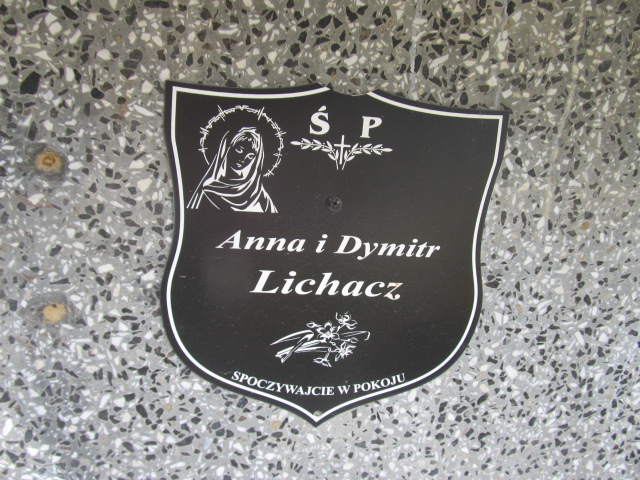 Ś P
Anna i Dymitr
Lichacz
SPOCZYWAJCIE W POKOJU